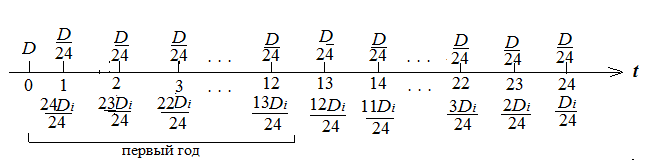 D D/24 D/24 D/24 . . . D/24 D/24 D/24 . . . D/24 D/24 D/24
0 1 2 3 . . . 12 13 14 . . . 22 23 24 t
24Di/24 23Di/24 22Di/24 13Di/24 12Di/24 11Di/24 3Di/24 2Di/24 Di/24
первый год